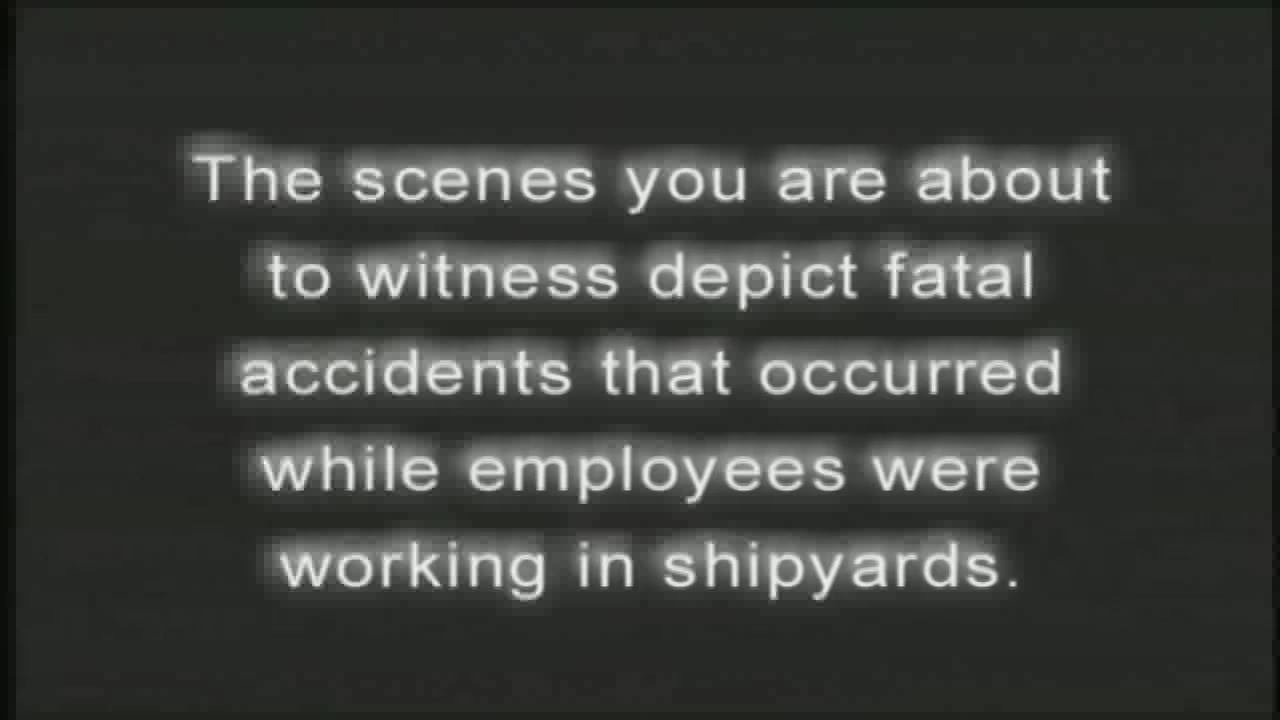 The scenes you are about
to witness depict fatal
accidents that occurred
while employees were
working in shipyards.